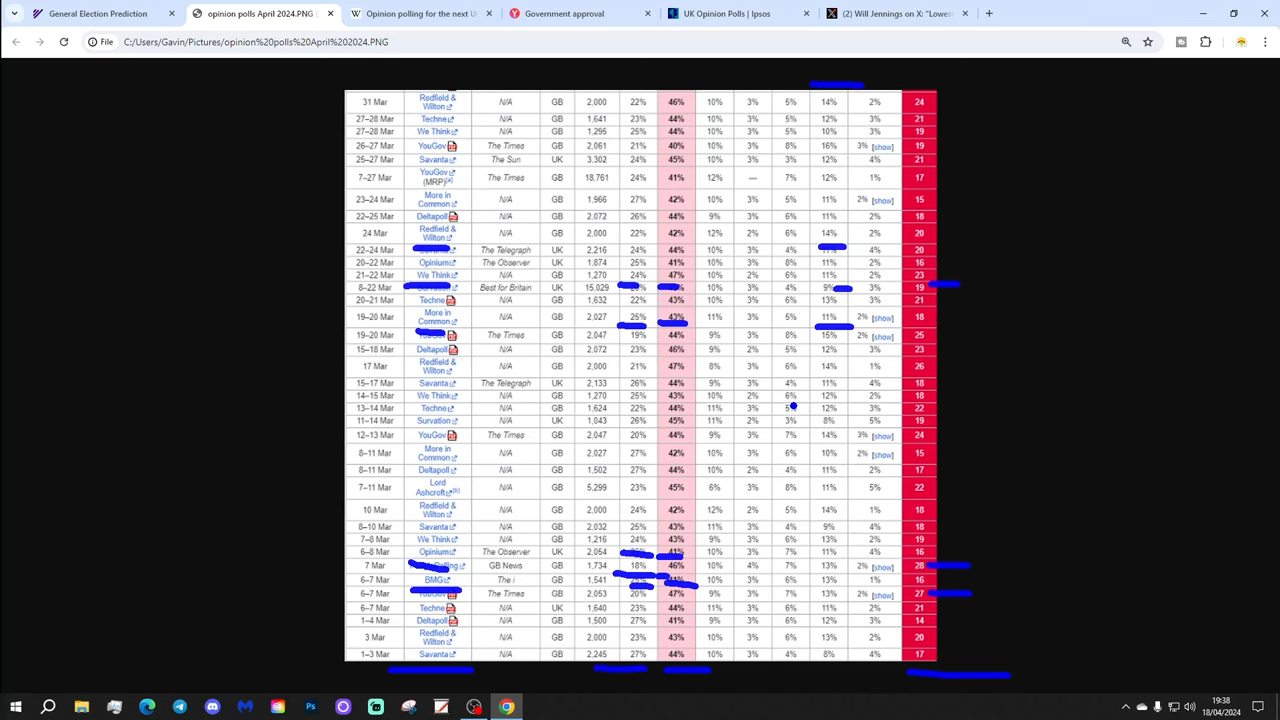 General Election Prediction
opinion polls April 2024.PNG (
Opinion polling for the next U
Government approval
UK Opinion Polls | Ipsos
(2) Will Jennings on X: "Lowes
File C:/Users/Gavin/Pictures/opinion%20polls%20April%202024.PNG
31 Mar Redfield & Wilton N/A GB 2,000 22% 46% 10% 3% 5% 14% 2% 24
27–28 Mar Techne N/A GB 1,641 23% 44% 10% 3% 5% 12% 3% 21
27–28 Mar We Think N/A GB 1,295 25% 44% 10% 3% 5% 10% 3% 19
26–27 Mar YouGov The Times GB 2,061 21% 40% 10% 3% 8% 16% 3% [show] 19
25–27 Mar Savanta The Sun UK 3,302 24% 45% 10% 3% 3% 12% 4% 21
7–27 Mar YouGov (MRP)[a] The Times GB 18,761 24% 41% 12% — 7% 12% 1% 17
23–24 Mar More in Common N/A GB 1,966 27% 42% 10% 3% 5% 11% 2% [show] 15
22–25 Mar Deltapoll N/A GB 2,072 26% 44% 9% 3% 6% 11% 2% 18
24 Mar Redfield & Wilton N/A GB 2,000 22% 42% 12% 2% 6% 14% 2% 20
22–24 Mar The Telegraph UK 2,216 24% 44% 10% 3% 4% 11% 4% 20
20–22 Mar Opinium The Observer UK 1,874 25% 41% 10% 3% 8% 11% 2% 16
21–22 Mar We Think N/A GB 1,270 24% 47% 10% 2% 6% 11% 2% 23
8–22 Mar Best for Britain UK 15,029 10% 3% 4% 9% 3% 19
20–21 Mar Techne N/A GB 1,632 22% 43% 10% 3% 6% 13% 3% 21
19–20 Mar More in Common N/A GB 2,027 25% 43% 11% 3% 5% 11% 2% [show] 18
19–20 Mar YouGov The Times GB 2,047 19% 44% 9% 3% 8% 15% 2% [show] 25
15–18 Mar Deltapoll N/A GB 2,072 23% 46% 9% 2% 5% 12% 3% 23
17 Mar Redfield & Wilton N/A GB 2,000 21% 47% 8% 3% 6% 14% 1% 26
15–17 Mar Savanta The Telegraph UK 2,133 26% 44% 9% 3% 4% 11% 4% 18
14–15 Mar We Think N/A GB 1,270 25% 43% 10% 2% 6% 12% 2% 18
13–14 Mar Techne N/A GB 1,624 22% 44% 11% 3% 5% 12% 3% 22
11–14 Mar Survation N/A UK 1,043 26% 45% 11% 2% 3% 8% 5% 19
12–13 Mar YouGov The Times GB 2,047 20% 44% 9% 3% 7% 14% 3% [show] 24
8–11 Mar More in Common N/A GB 2,027 27% 42% 10% 3% 6% 10% 2% [show] 15
8–11 Mar Deltapoll N/A GB 1,502 27% 44% 10% 2% 4% 11% 2% 17
7–11 Mar Lord Ashcroft[b] N/A GB 5,299 23% 45% 6% 3% 8% 11% 5% 22
10 Mar Redfield & Wilton N/A GB 2,000 24% 42% 12% 2% 5% 14% 1% 18
8–10 Mar Savanta N/A UK 2,032 25% 43% 11% 3% 4% 9% 4% 18
7–8 Mar We Think N/A GB 1,216 24% 43% 9% 3% 6% 13% 2% 19
6–8 Mar Opinium The Observer UK 2,054 41% 10% 3% 7% 11% 4% 16
7 Mar GB News GB 1,734 18% 46% 10% 4% 7% 13% 2% [show] 28
6–7 Mar BMG The i GB 1,541 10% 3% 6% 13% 1% 16
6–7 Mar YouGov The Times GB 2,053 20% 47% 9% 3% 7% 13% 2% [show] 27
6–7 Mar Techne N/A UK 1,640 23% 44% 11% 3% 6% 11% 2% 21
1–4 Mar Deltapoll N/A GB 1,500 27% 41% 9% 3% 6% 12% 2% 14
3 Mar Redfield & Wilton N/A GB 2,000 23% 43% 10% 3% 6% 13% 2% 20
1–3 Mar Savanta N/A UK 2,245 27% 44% 10% 3% 4% 8% 4% 17
19:38
18/04/2024